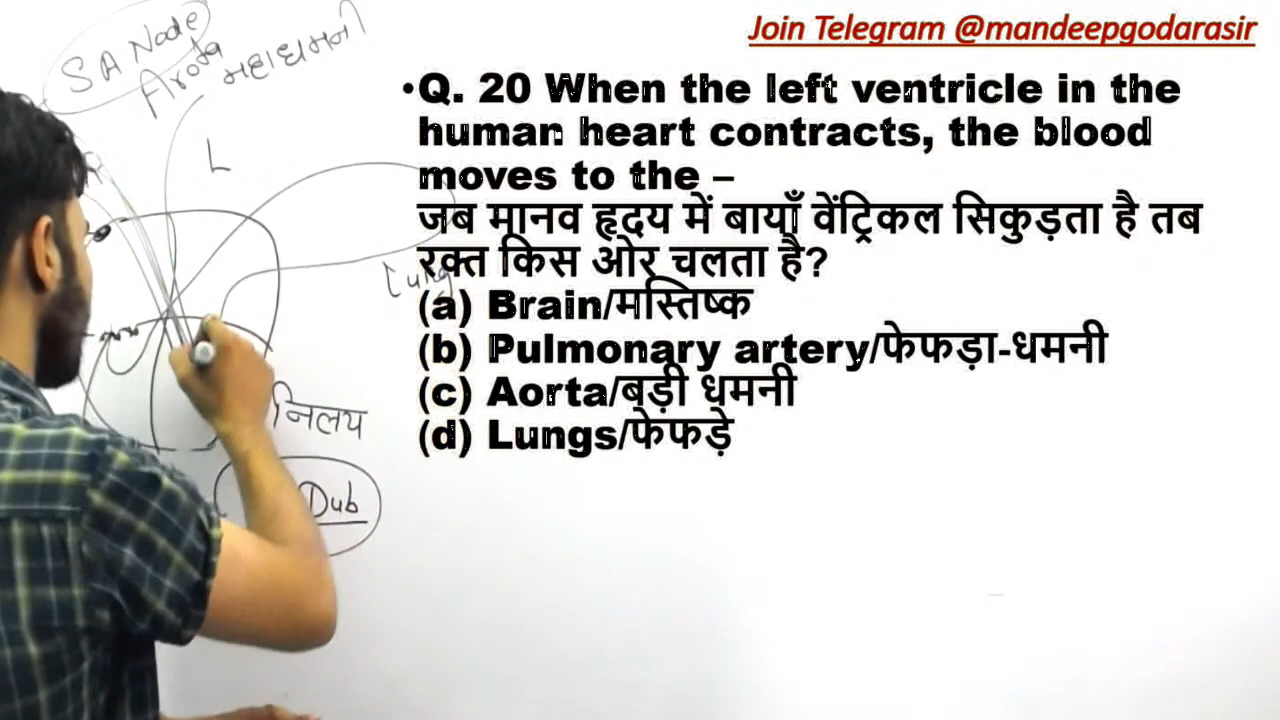 Join Telegram @mandeepgodarasir
SA Node
Arota
महाधमनी
L
Lung
निलय
Dub
•Q. 20 When the left ventricle in the
human heart contracts, the blood
moves to the –
जब मानव हृदय में बायाँ वेंट्रिकल सिकुड़ता है तब
रक्त किस ओर चलता है?
(a) Brain/मस्तिष्क
(b) Pulmonary artery/फेफड़ा-धमनी
(c) Aorta/बड़ी धमनी
(d) Lungs/फेफड़े